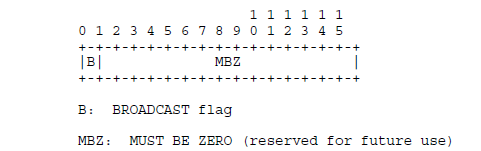 1 1 1 1 1 1
  0 1 2 3 4 5 6 7 8 9 0 1 2 3 4 5
  +-+-+-+-+-+-+-+-+-+-+-+-+-+-+-+-+
  |B|             MBZ             |
  +-+-+-+-+-+-+-+-+-+-+-+-+-+-+-+-+
  B:  BROADCAST flag
  MBZ:  MUST BE ZERO (reserved for future use)